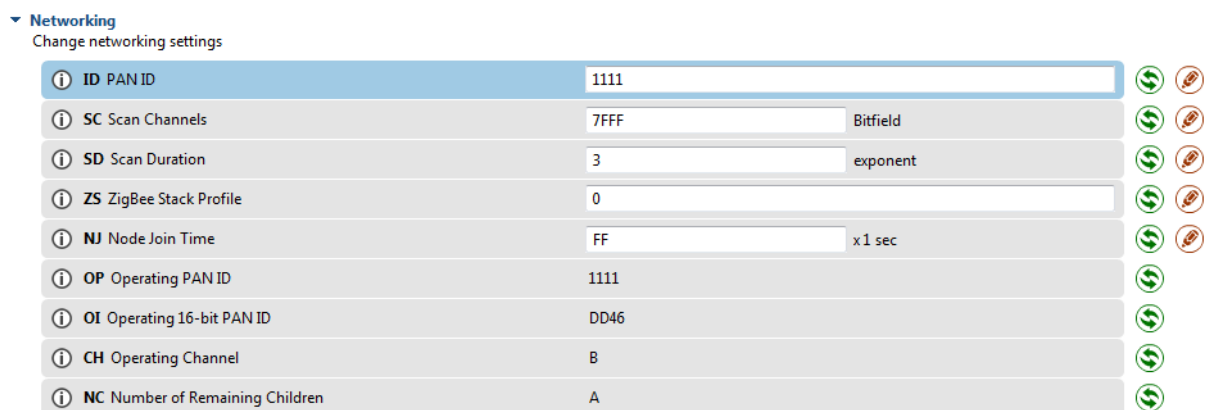 Networking
Change networking settings
ID PAN ID 1111
SC Scan Channels 7FFF Bitfield
SD Scan Duration 3 exponent
ZS ZigBee Stack Profile 0
NJ Node Join Time FF x 1 sec
OP Operating PAN ID 1111
OI Operating 16-bit PAN ID DD46
CH Operating Channel B
NC Number of Remaining Children A